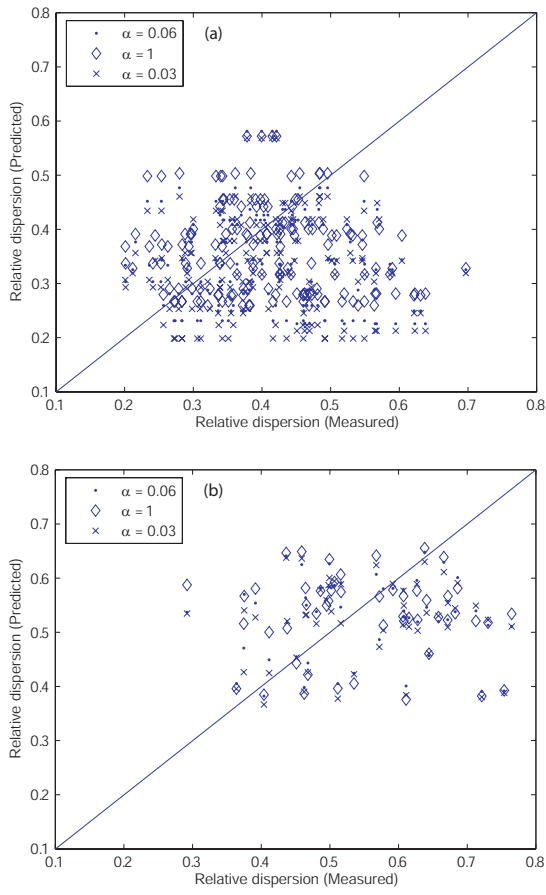 (a)
α = 0.06
α = 1
α = 0.03
Relative dispersion (Predicted)
0.8
0.7
0.6
0.5
0.4
0.3
0.2
0.1
0.1 0.2 0.3 0.4 0.5 0.6 0.7 0.8
Relative dispersion (Measured)
(b)
α = 0.06
α = 1
α = 0.03
Relative dispersion (Predicted)
0.8
0.7
0.6
0.5
0.4
0.3
0.2
0.1
0.1 0.2 0.3 0.4 0.5 0.6 0.7 0.8
Relative dispersion (Measured)